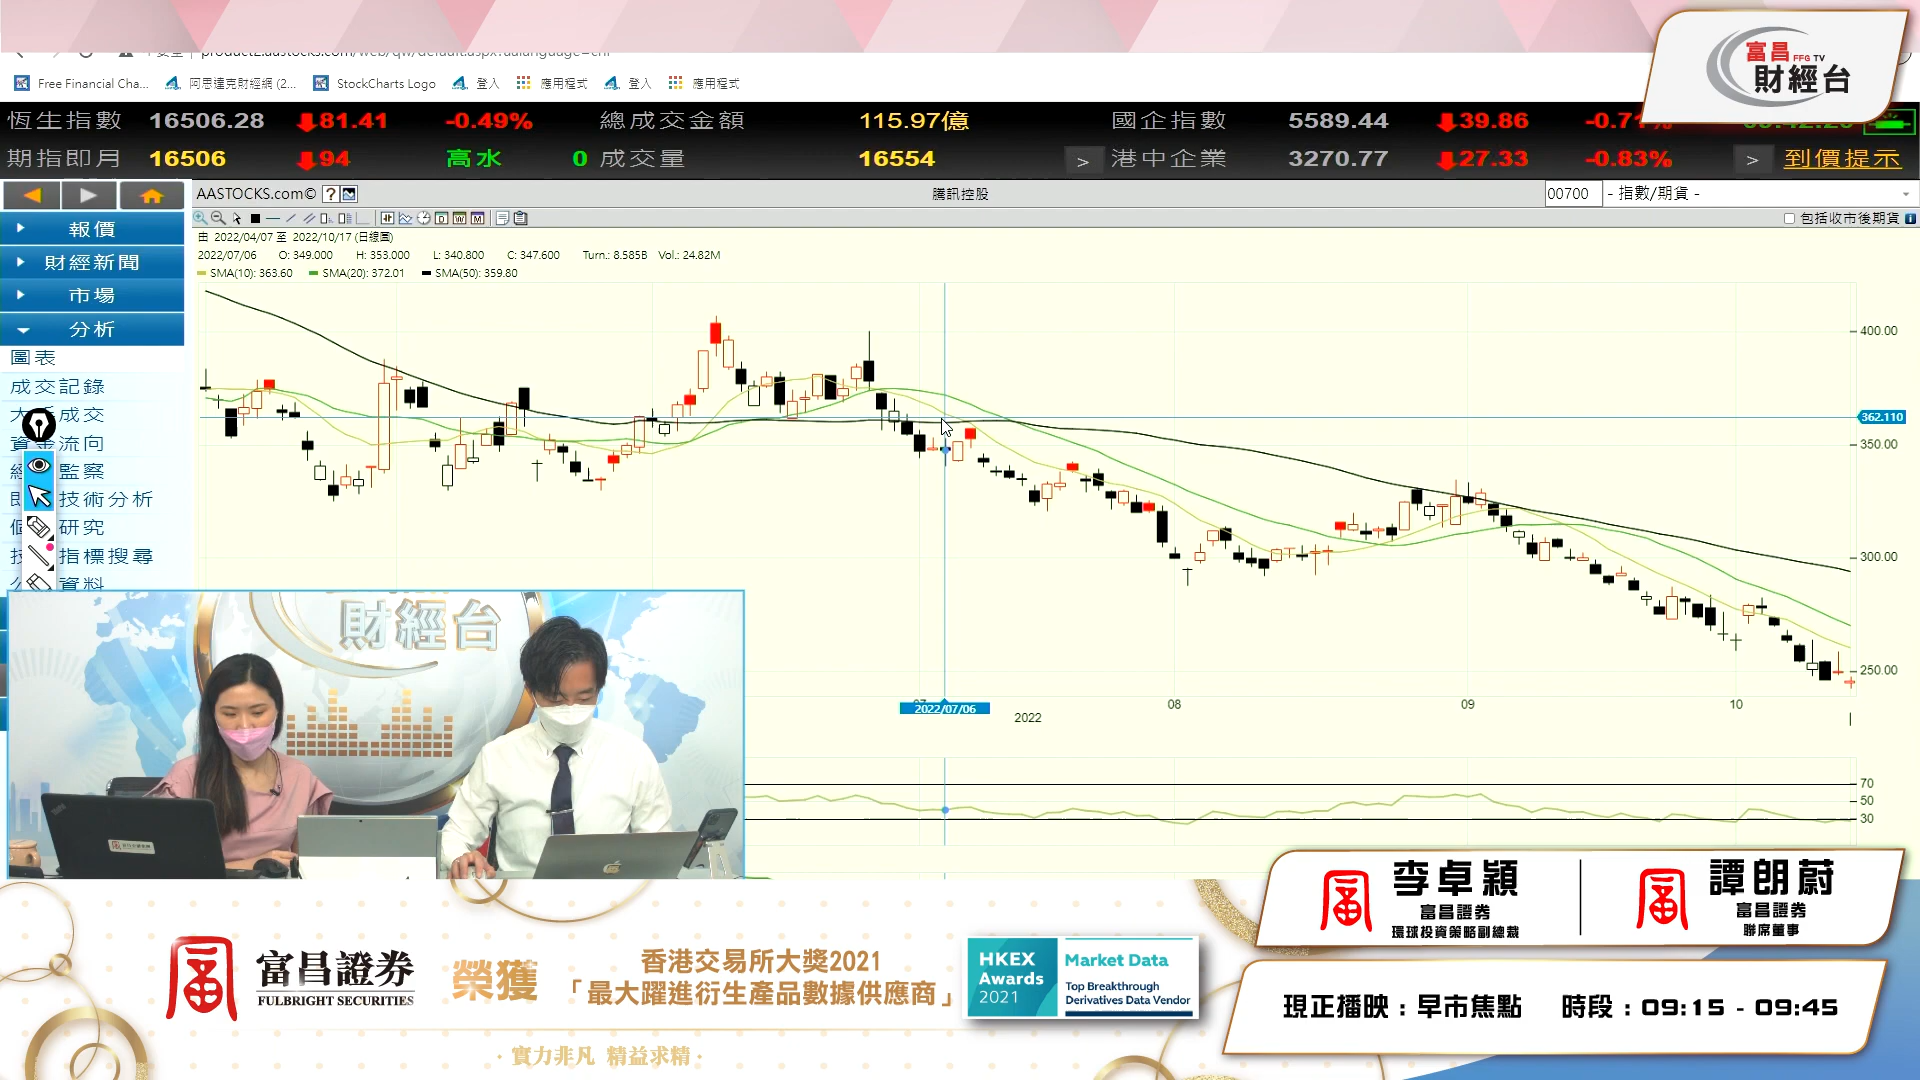 富昌 FFG TV
財經台
Free Financial Cha...
阿思達克財經網 (2...
StockCharts Logo
登入
應用程式
登入
應用程式
恆生指數 16506.28 81.41 -0.49% 總成交金額 115.97億 國企指數 5589.44 39.86
期指即月 16506 94 高水 0 成交量 16554 > 港中企業 3270.77 27.33 -0.83% > 到價提示
AASTOCKS.com© ?
騰訊控股
00700 - 指數/期貨 -
包括收市後期貨
由 2022/04/07 至 2022/10/17 (日線圖)
2022/07/06 O: 349.000 H: 353.000 L: 340.800 C: 347.600 Turn.: 8.585B Vol.: 24.82M
SMA(10): 363.60 SMA(20): 372.01 SMA(50): 359.80
報價
財經新聞
市場
分析
圖表
成交記錄
成交
資金流向
監察
技術分析
研究
指標搜尋
資料
400.00
362.110
350.00
300.00
250.00
2022/07/06
2022
08
09
10
70
50
30
財經台
李卓穎
富昌證券
環球投資策略副總裁
譚朗蔚
富昌證券
聯席董事
富昌證券
FULBRIGHT SECURITIES
榮獲
香港交易所大獎2021
「最大躍進衍生產品數據供應商」
HKEX
Awards
2021
Market Data
Top Breakthrough
Derivatives Data Vendor
現正播映：早市焦點 時段：09:15 - 09:45
· 實力非凡 精益求精 ·